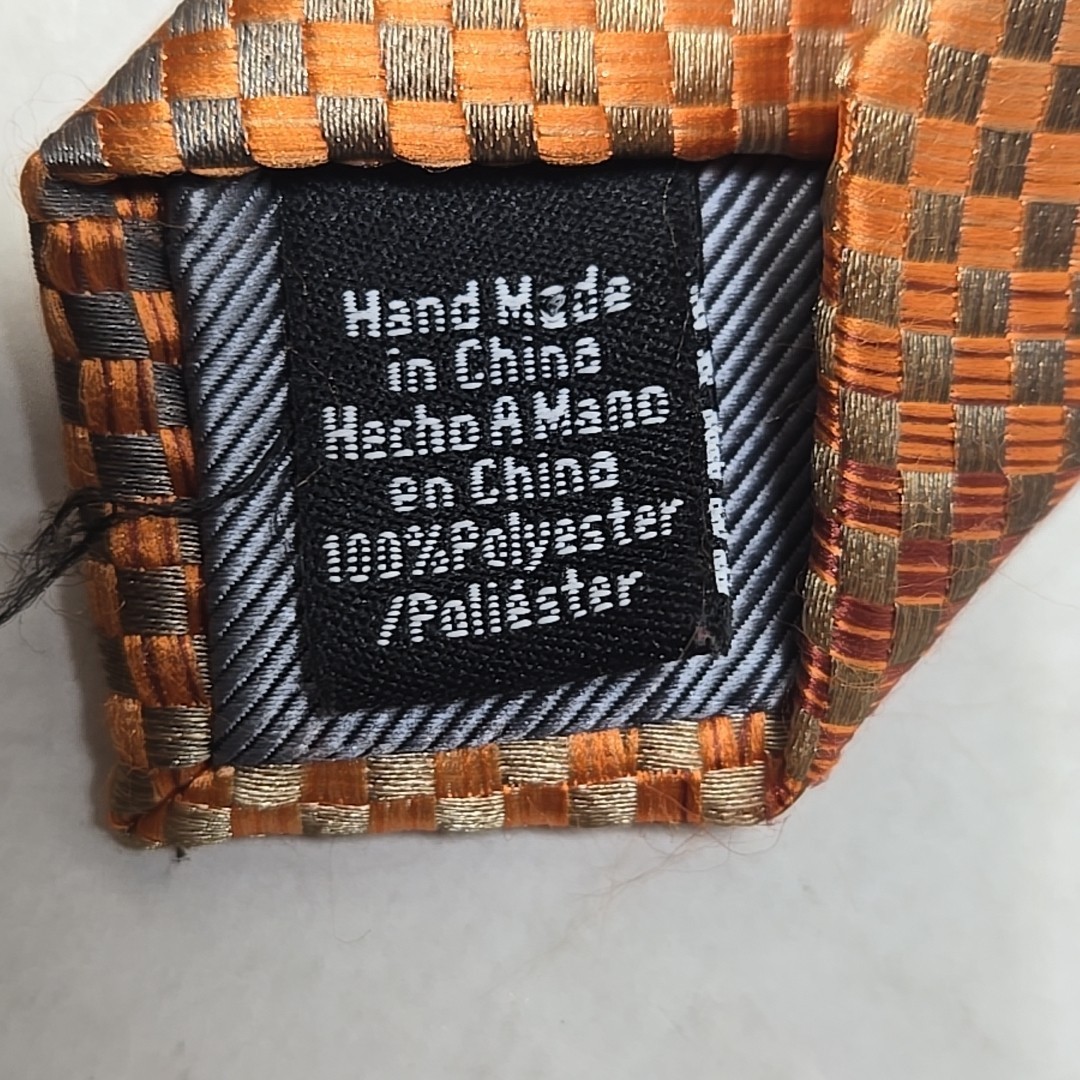 Hand Made
in China
Hecho A Mano
en China
100%Polyester
/Poliéster